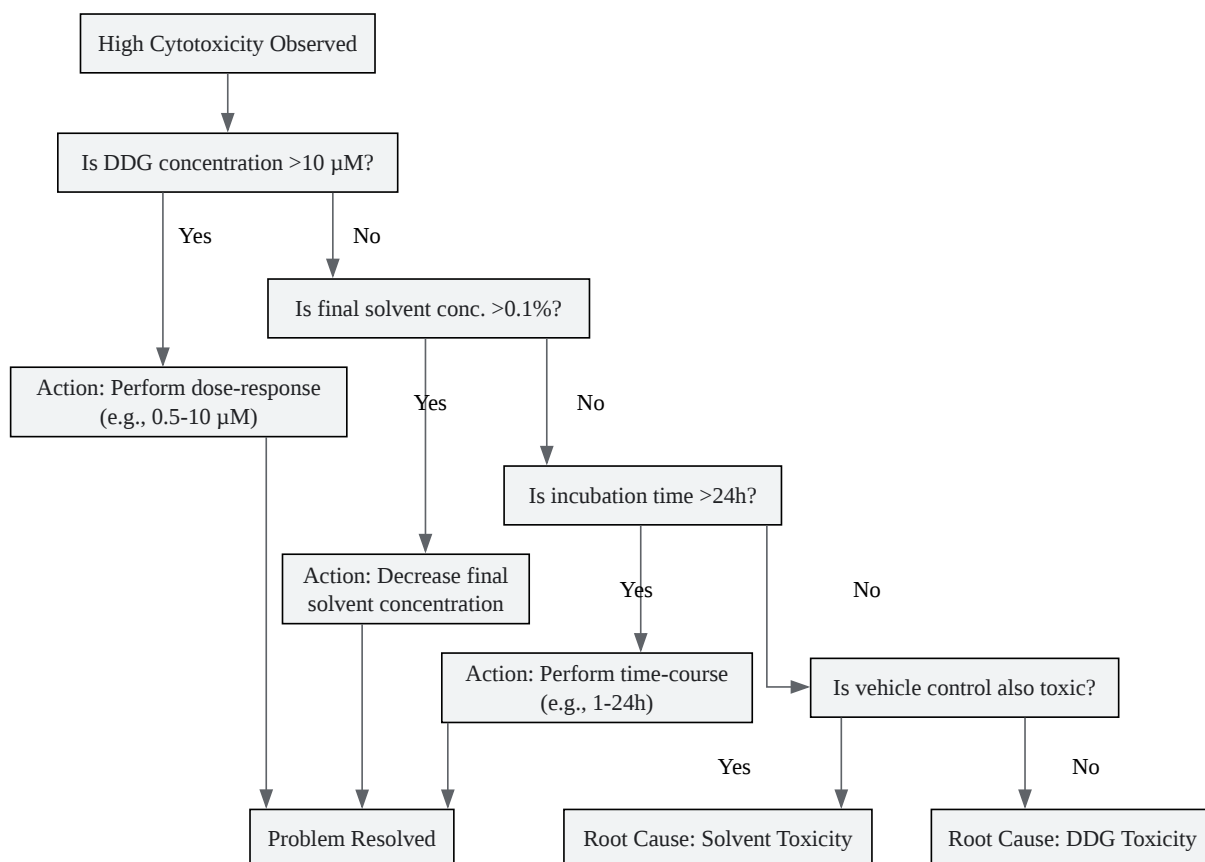 High Cytotoxicity Observed
Is DDG concentration >10 µM?
Yes
No
Is final solvent conc. >0.1%?
Action: Perform dose-response
(e.g., 0.5-10 µM)
Yes
No
Is incubation time >24h?
Action: Decrease final
solvent concentration
Yes
No
Action: Perform time-course
(e.g., 1-24h)
Is vehicle control also toxic?
Yes
No
Problem Resolved
Root Cause: Solvent Toxicity
Root Cause: DDG Toxicity